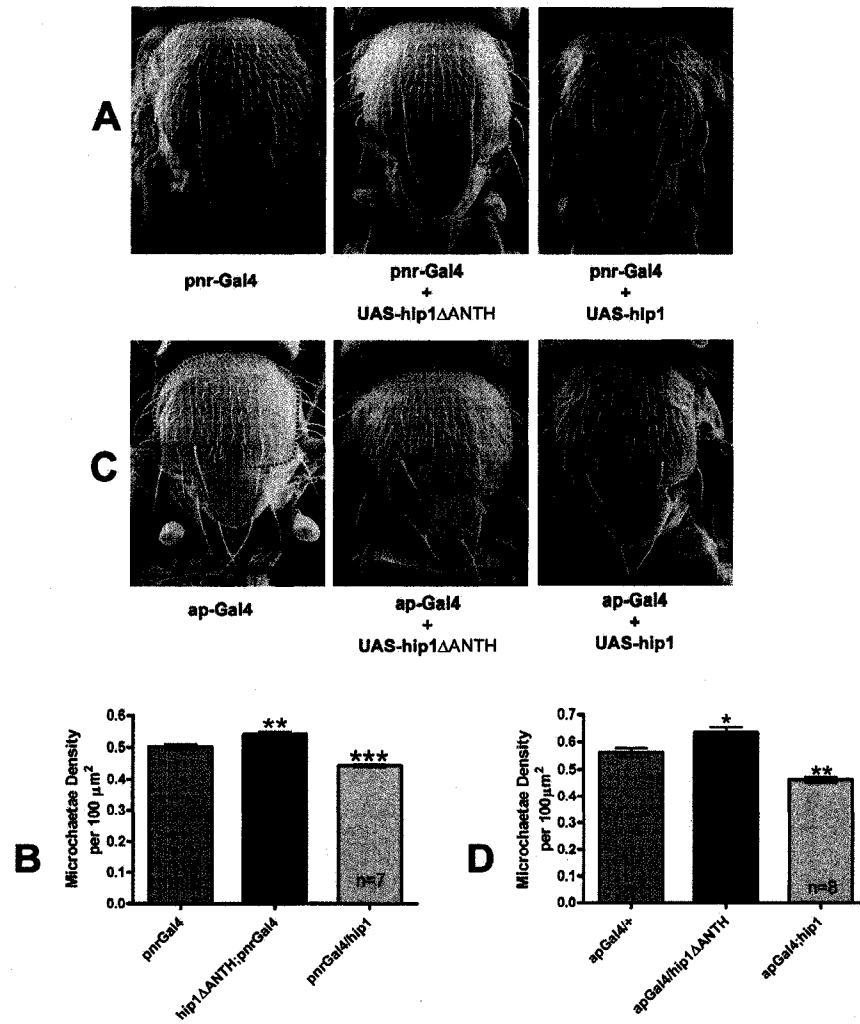 A
pnr-Gal4
pnr-Gal4
+
UAS-hip1ΔANTH
pnr-Gal4
+
UAS-hip1
C
ap-Gal4
ap-Gal4
+
UAS-hip1ΔANTH
ap-Gal4
+
UAS-hip1
B
Microchaetae Density
per 100 μm²
0.6
0.5
0.4
0.3
0.2
0.1
0.0
**
***
n=7
pnrGal4
hip1ΔANTH;pnrGal4
pnrGal4/hip1
D
Microchaetae Density
per 100μm²
0.7
0.6
0.5
0.4
0.3
0.2
0.1
0.0
*
**
n=8
apGal4/+
apGal4/hip1ΔANTH
apGal4;hip1